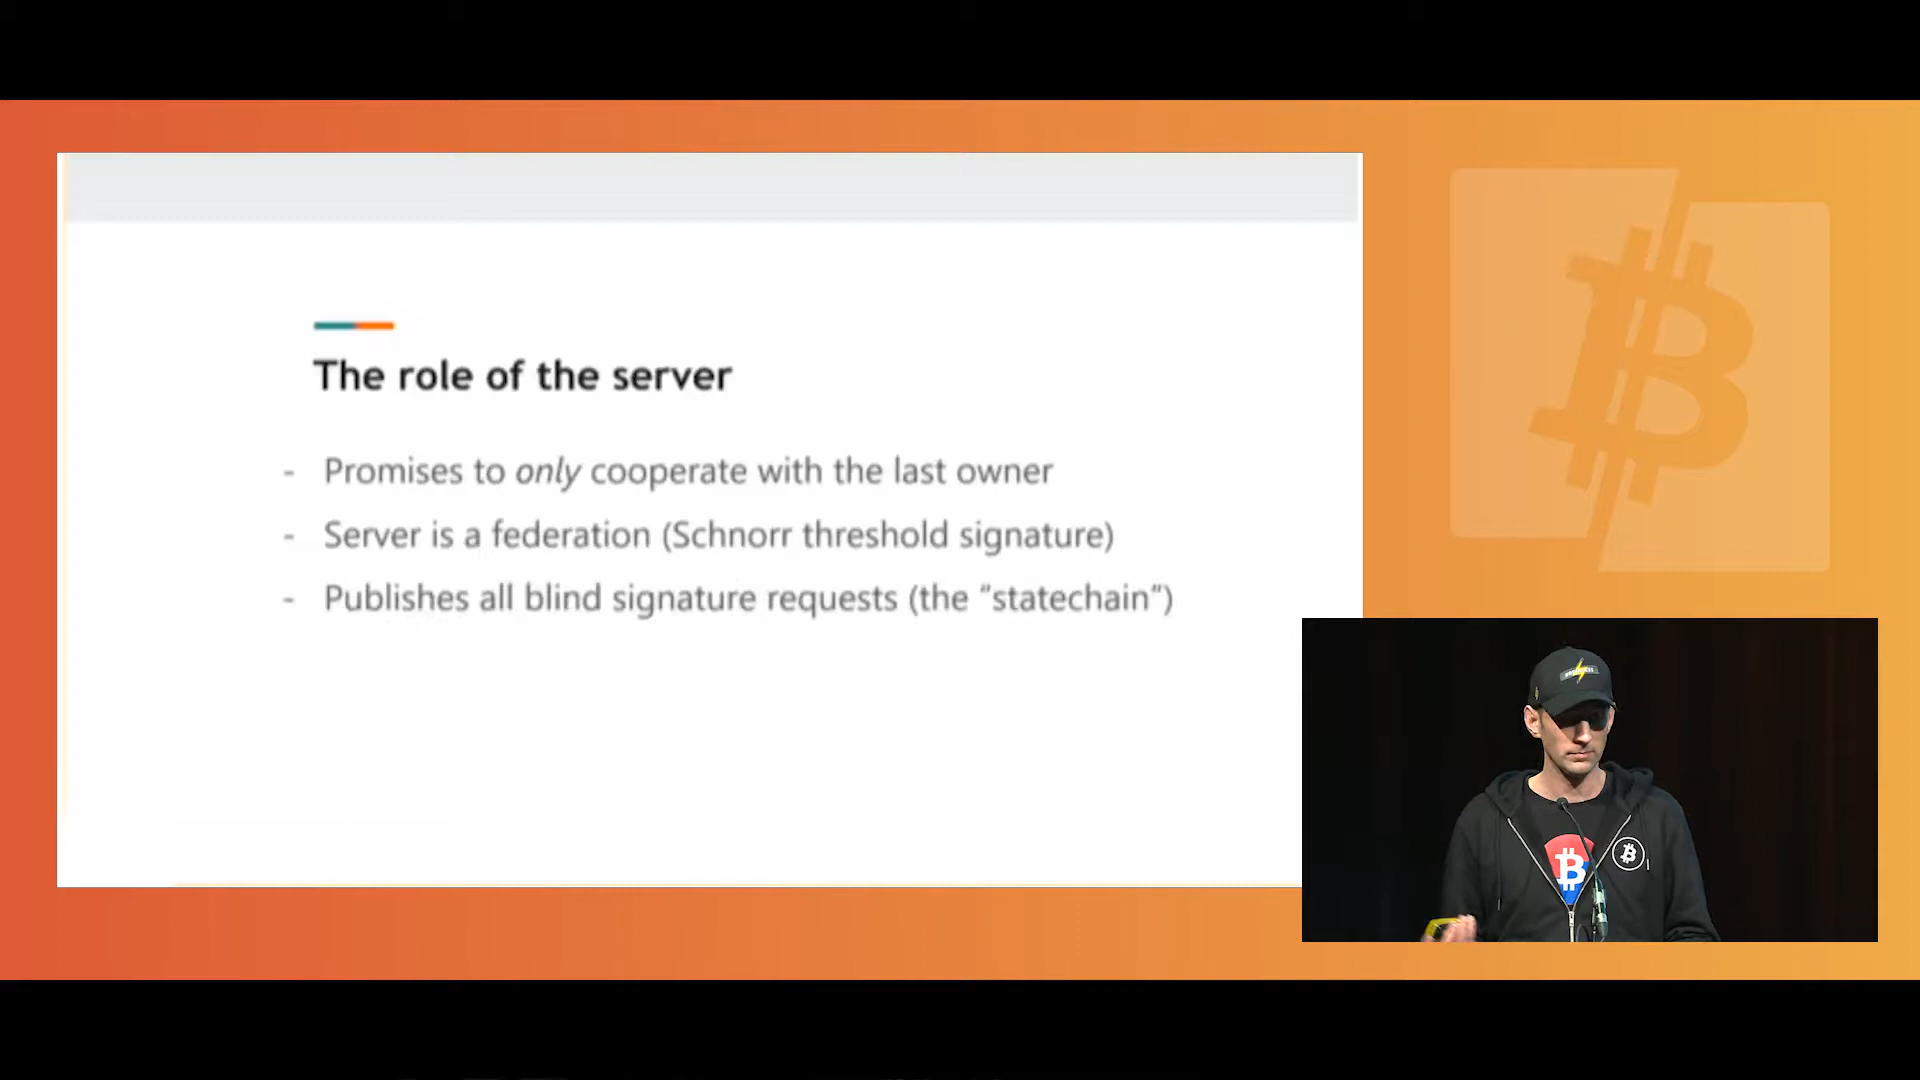 The role of the server
- Promises to only cooperate with the last owner
- Server is a federation (Schnorr threshold signature)
- Publishes all blind signature requests (the “statechain”)